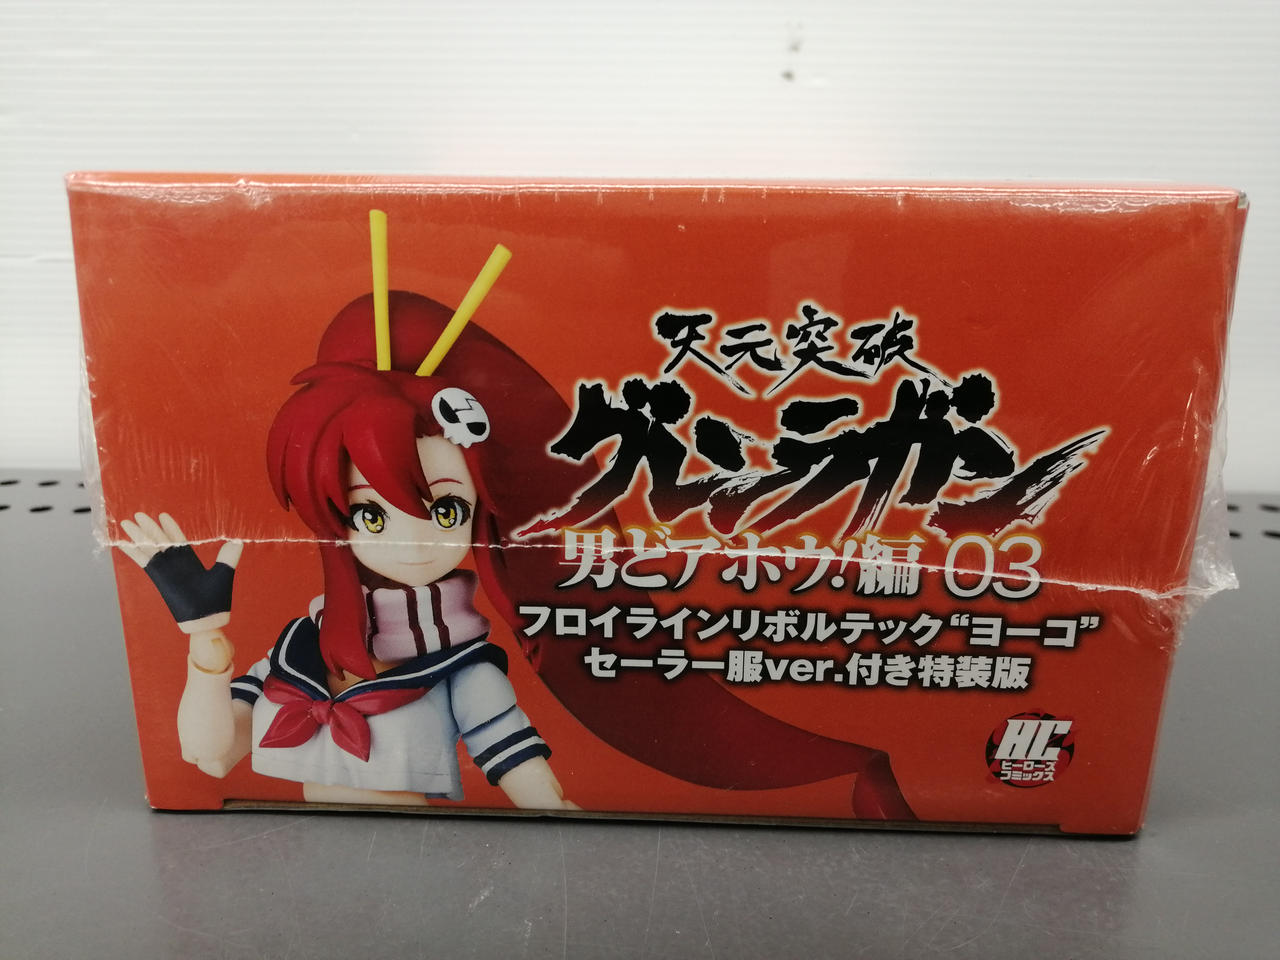 天元突破
グレンラガン
男どアホウ!編 03
フロイラインリボルテック“ヨーコ”
セーラー服ver.付き特装版
HC
ヒーローズ
コミックス